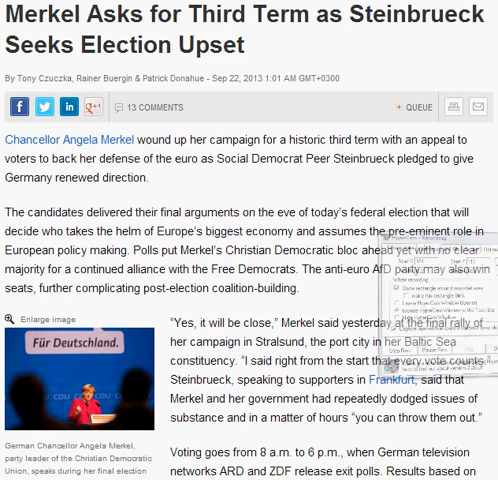 Merkel Asks for Third Term as Steinbrueck
Seeks Election Upset
By Tony Czuczka, Rainer Buergin & Patrick Donahue - Sep 22, 2013 1:01 AM GMT+0300
13 COMMENTS
QUEUE
Chancellor Angela Merkel wound up her campaign for a historic third term with an appeal to
voters to back her defense of the euro as Social Democrat Peer Steinbrueck pledged to give
Germany renewed direction.
The candidates delivered their final arguments on the eve of today's federal election that will
decide who takes the helm of Europe's biggest economy and assumes the pre-eminent role in
European policy making. Polls put Merkel's Christian Democratic bloc ahead yet with no clear
majority for a continued alliance with the Free Democrats. The anti-euro AfD party may also win
seats, further complicating post-election coalition-building.
Enlarge image
Für Deutschland.
CDU
German Chancellor Angela Merkel,
party leader of the Christian Democratic
Union, speaks during her final election
"Yes, it will be close," Merkel said yesterday at the final rally of
her campaign in Stralsund, the port city in her Baltic Sea
constituency. "I said right from the start that every vote counts."
Steinbrueck, speaking to supporters in Frankfurt, said that
Merkel and her government had repeatedly dodged issues of
substance and in a matter of hours "you can throw them out."
Voting goes from 8 a.m. to 6 p.m., when German television
networks ARD and ZDF release exit polls. Results based on